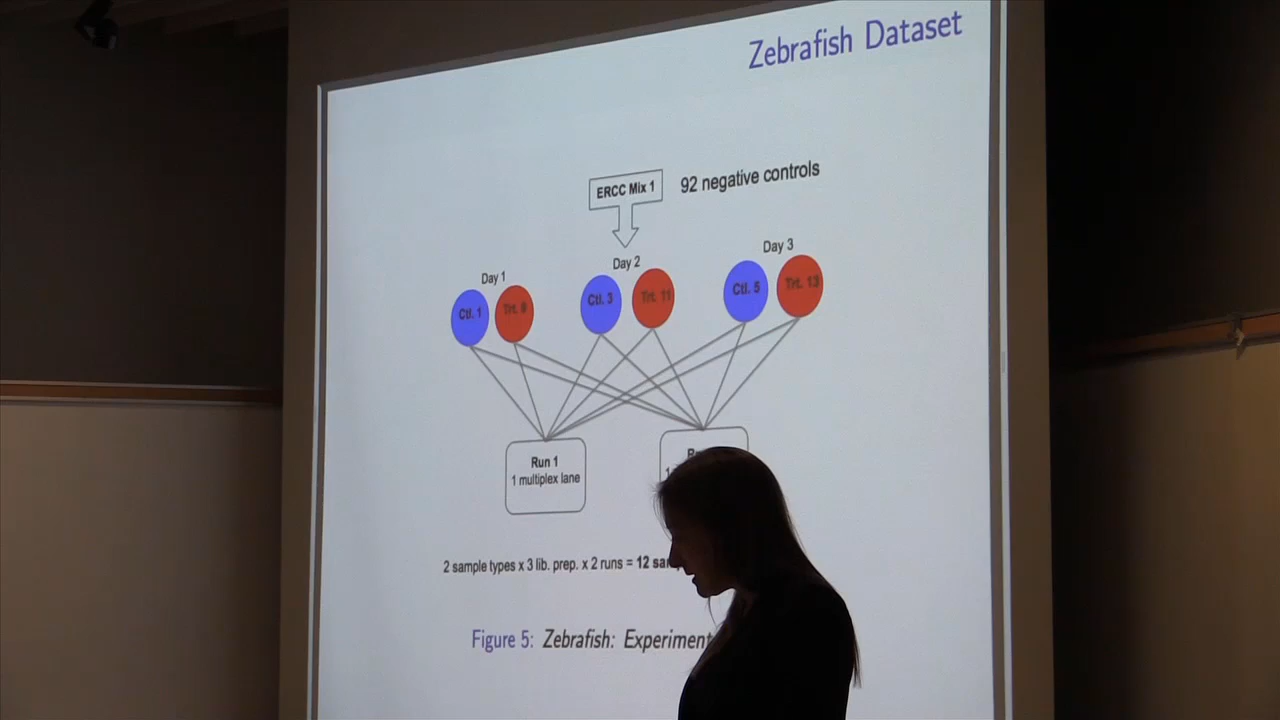 Zebrafish Dataset
ERCC Mix 1
92 negative controls
Day 1
Day 2
Day 3
Ctl. 1
Trt. 9
Ctl. 3
Trt. 11
Ctl. 5
Trt. 13
Run 1
1 multiplex lane
2 sample types x 3 lib. prep. x 2 runs = 12
Figure 5: Zebrafish: Experiment